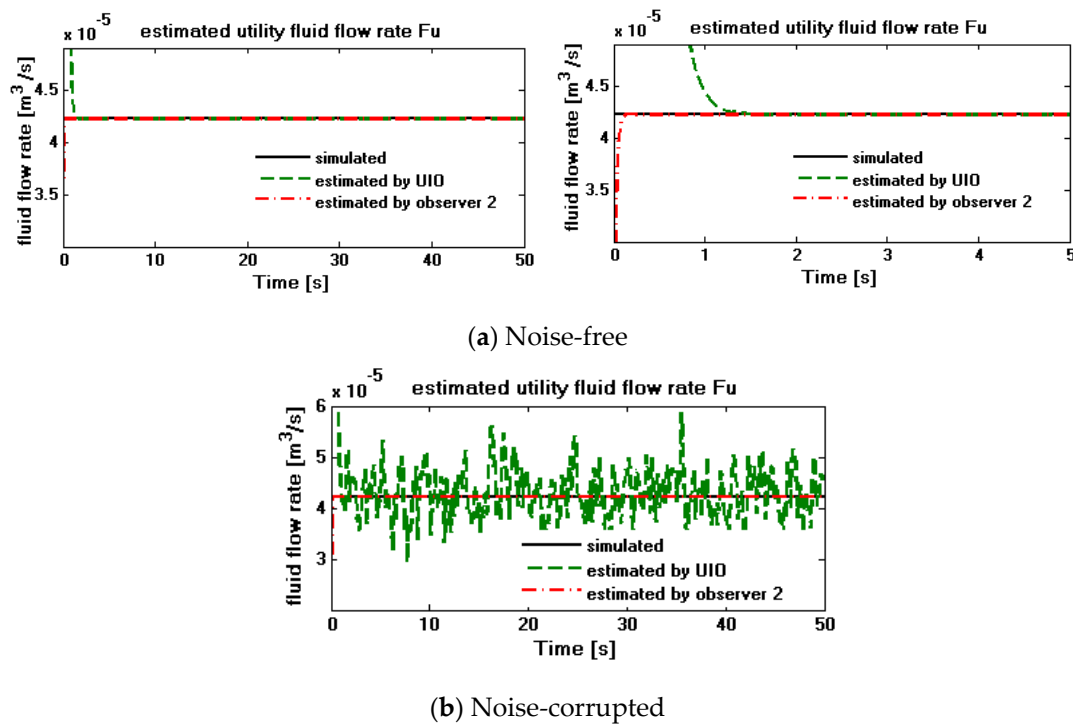 x 10^-5
estimated utility fluid flow rate Fu
fluid flow rate [m^3/s]
4.5
4
3.5
simulated
estimated by UIO
estimated by observer 2
0 10 20 30 40 50
Time [s]
x 10^-5
estimated utility fluid flow rate Fu
fluid flow rate [m^3/s]
4.5
4
3.5
simulated
estimated by UIO
estimated by observer 2
0 1 2 3 4 5
Time [s]
(a) Noise-free
x 10^-5
estimated utility fluid flow rate Fu
fluid flow rate [m^3/s]
6
5
4
3
simulated
estimated by UIO
estimated by observer 2
0 10 20 30 40 50
Time [s]
(b) Noise-corrupted